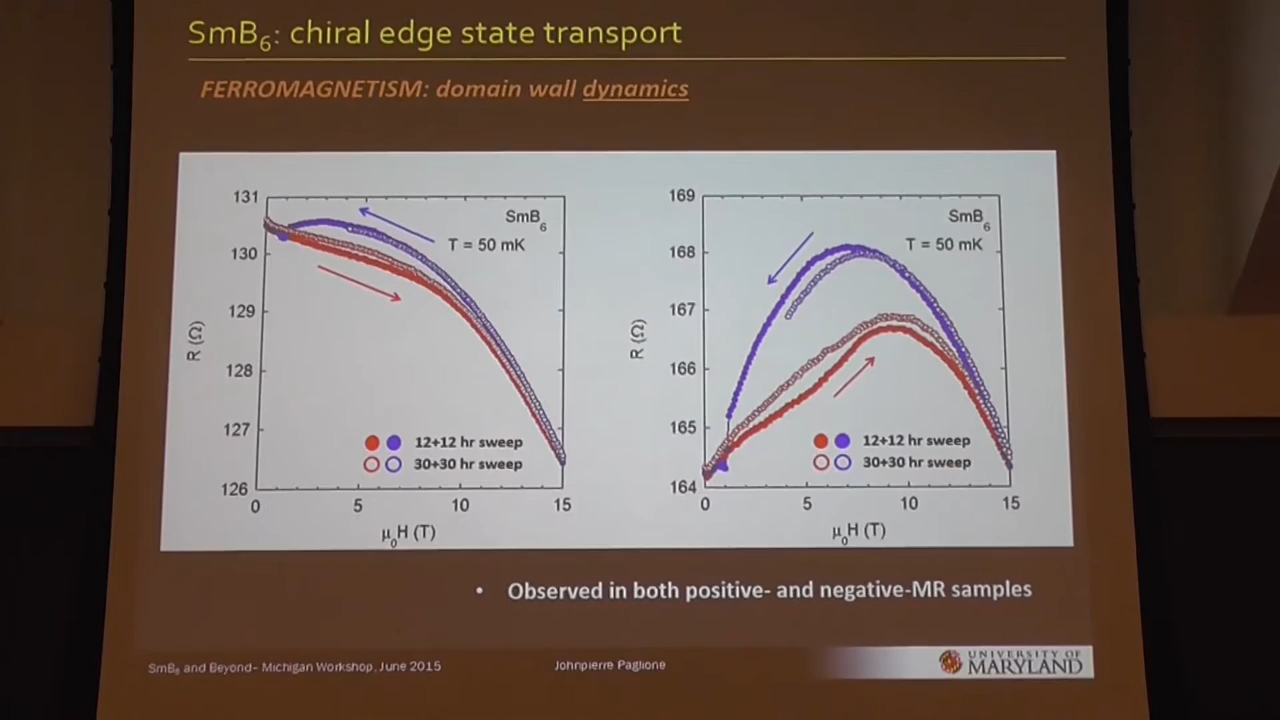 SmB6: chiral edge state transport
FERROMAGNETISM: domain wall dynamics
131
130
129
128
127
126
R (Ω)
0
5
10
15
μ0H (T)
SmB6
T = 50 mK
12+12 hr sweep
30+30 hr sweep
169
168
167
166
165
164
R (Ω)
0
5
10
15
μ0H (T)
SmB6
T = 50 mK
12+12 hr sweep
30+30 hr sweep
• Observed in both positive- and negative-MR samples
SmB6 and Beyond- Michigan Workshop, June 2015
Johnpierre Paglione
UNIVERSITY OF
MARYLAND